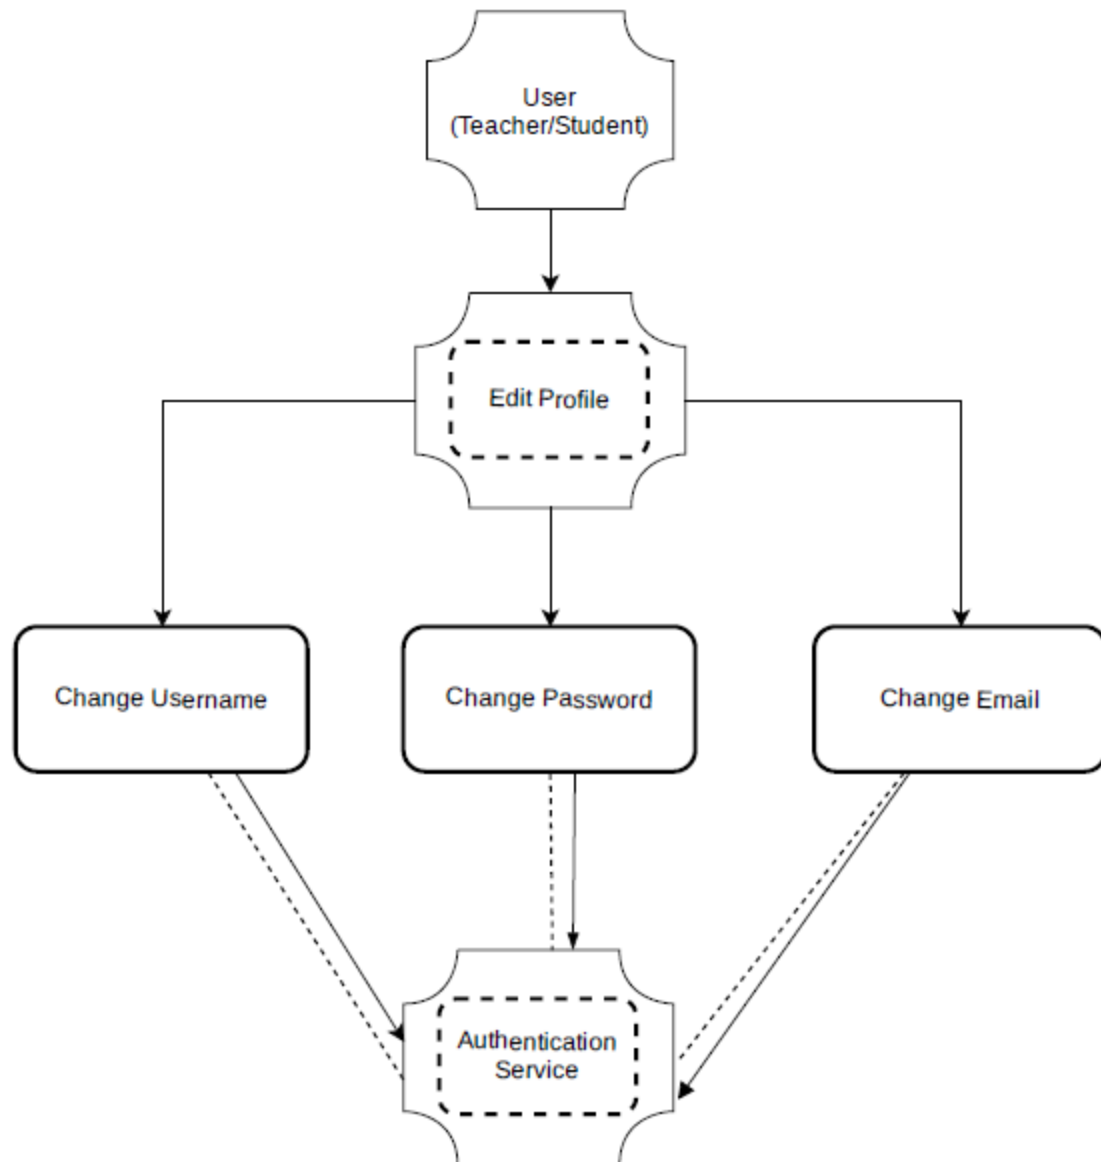 User
(Teacher/Student)
Edit Profile
Change Username
Change Password
Change Email
Authentication
Service